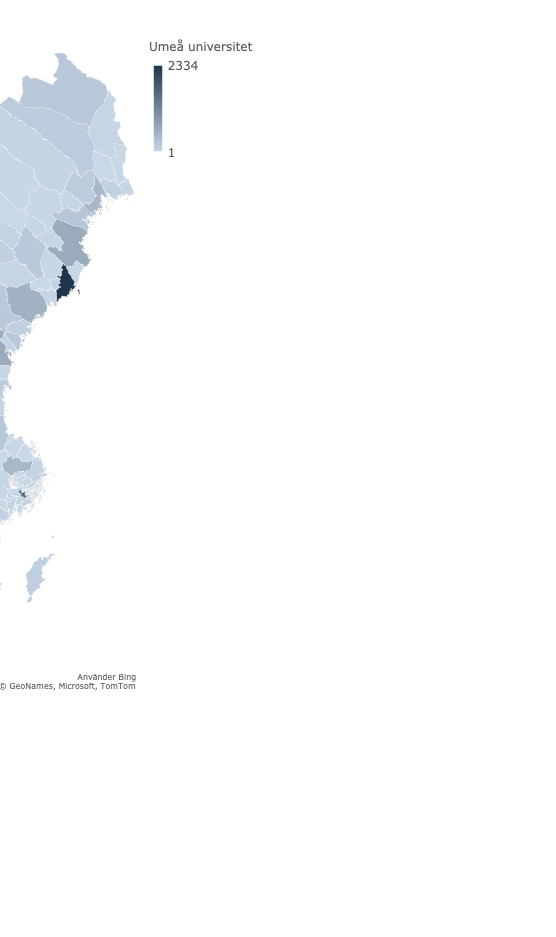 Umeå universitet
2334
1
Använder Bing
© GeoNames, Microsoft, TomTom